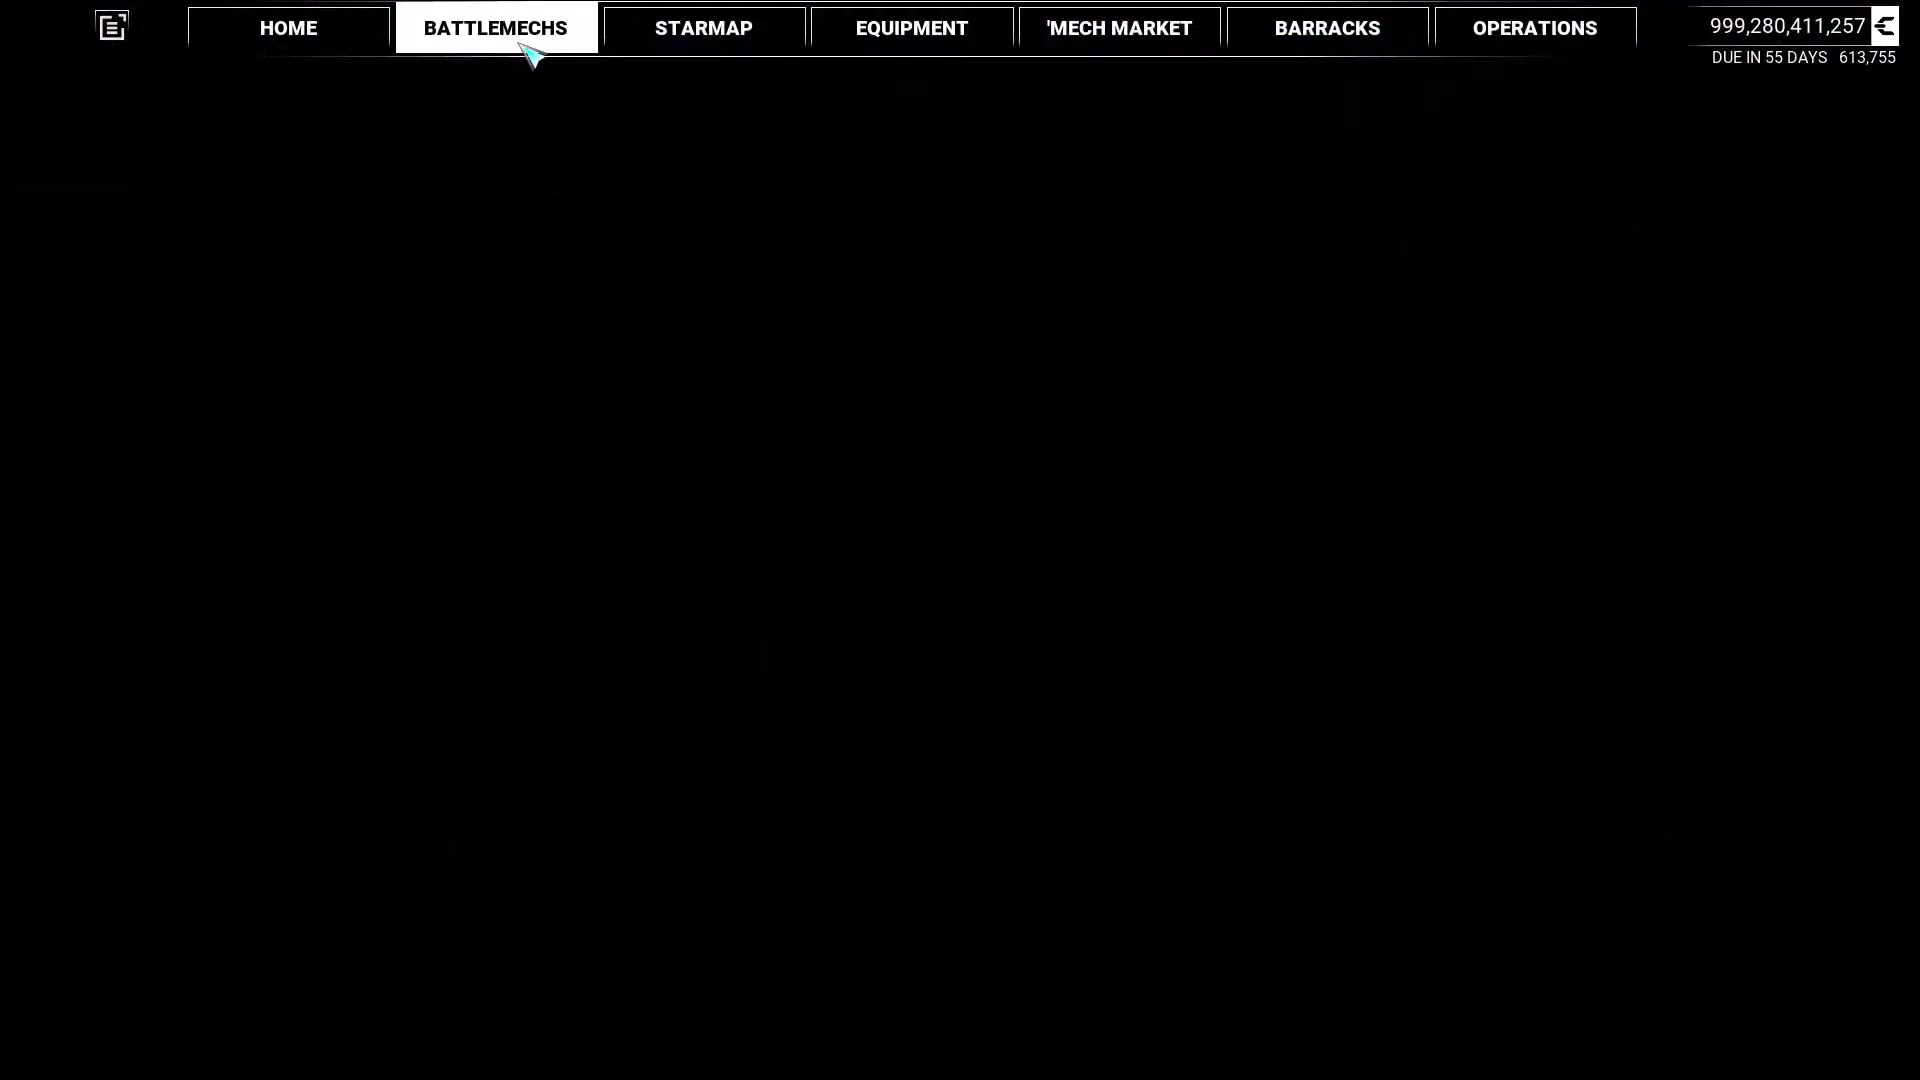 HOME
BATTLEMECHS
STARMAP
EQUIPMENT
'MECH MARKET
BARRACKS
OPERATIONS
999,280,411,257
DUE IN 55 DAYS 613,755